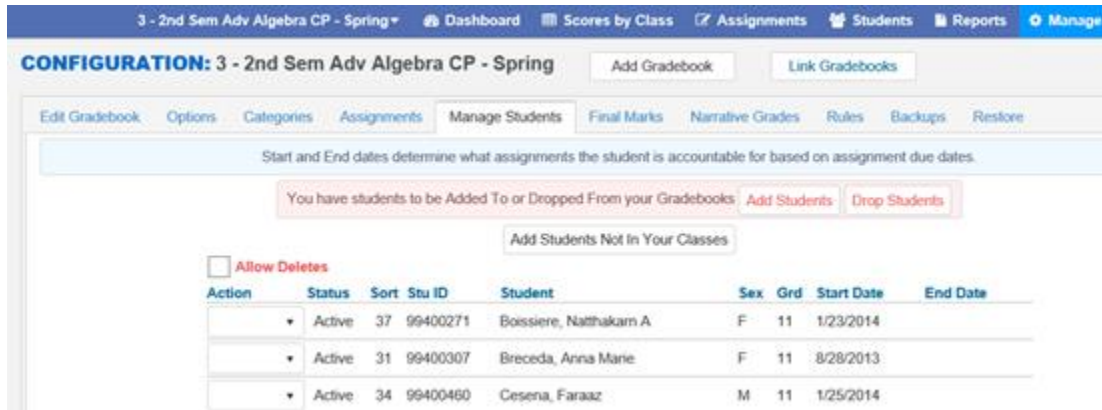 3 - 2nd Sem Adv Algebra CP - Spring Dashboard Scores by Class Assignments Students Reports Manage
CONFIGURATION: 3 - 2nd Sem Adv Algebra CP - Spring Add Gradebook Link Gradebooks
Edit Gradebook Options Categories Assignments Manage Students Final Marks Narrative Grades Rules Backups Restore
Start and End dates determine what assignments the student is accountable for based on assignment due dates.
You have students to be Added To or Dropped From your Gradebooks Add Students Drop Students
Add Students Not In Your Classes
Allow Deletes
Action Status Sort Stu ID Student Sex Grd Start Date End Date
Active 37 99400271 Boissiere, Natthakarn A F 11 1/23/2014
Active 31 99400307 Breceda, Anna Marie F 11 8/28/2013
Active 34 99400460 Cesena, Faraaz M 11 1/25/2014